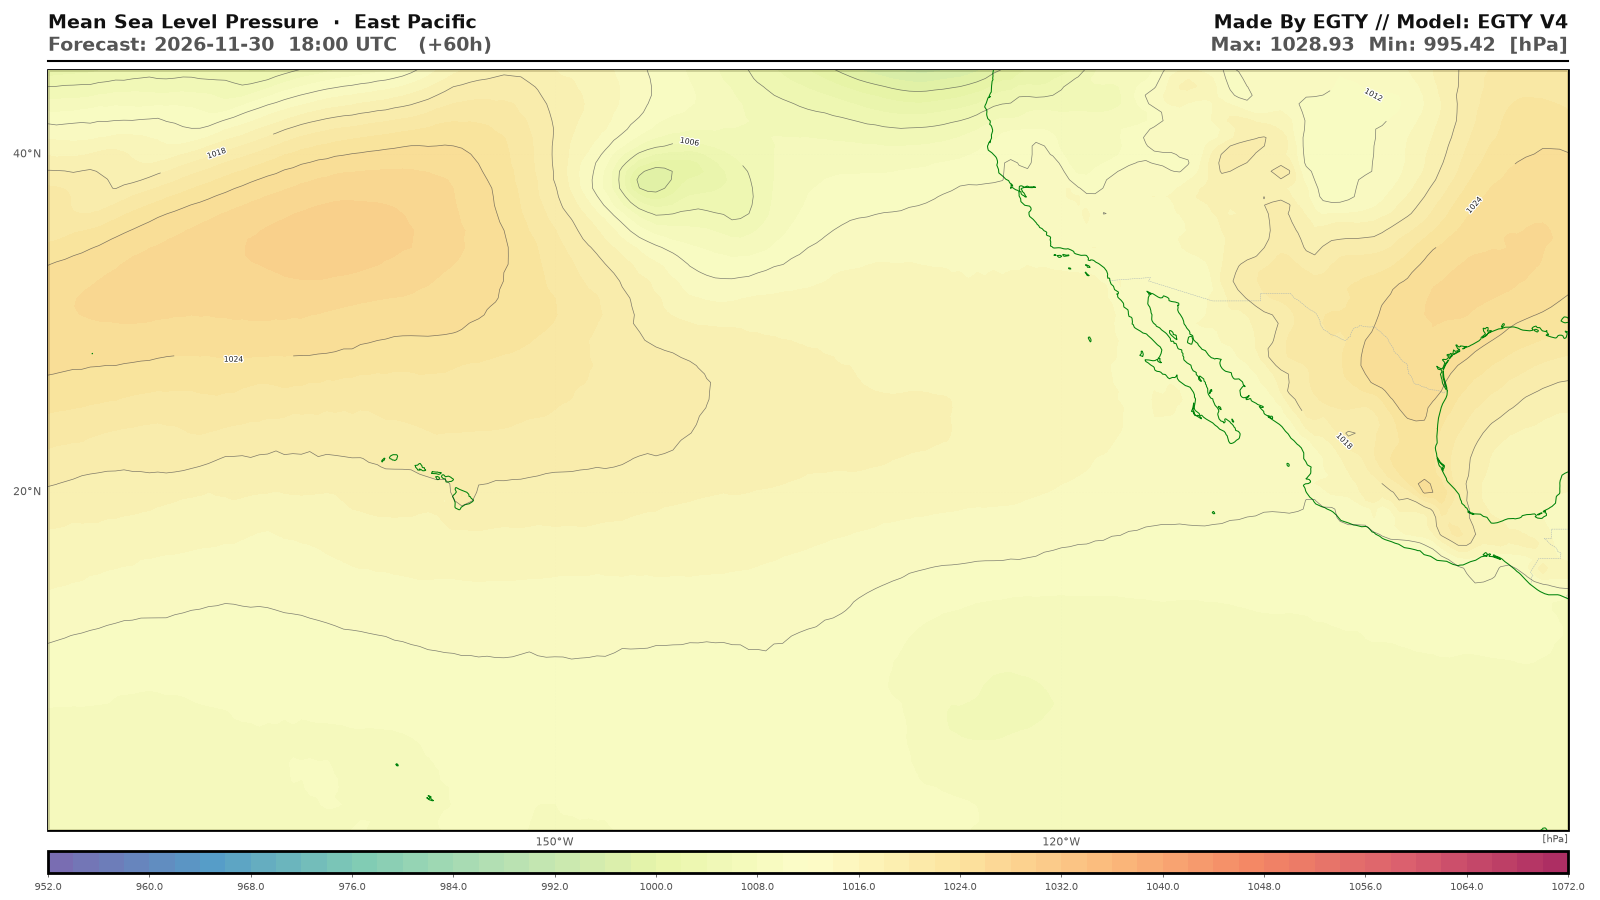 Mean Sea Level Pressure · East Pacific
Made By EGTY // Model: EGTY V4
Forecast: 2026-11-30 18:00 UTC (+60h)
Max: 1028.93 Min: 995.42 [hPa]
1012
1006
1018
40°N
1024
1024
1018
20°N
150°W
120°W
[hPa]
952.0 960.0 968.0 976.0 984.0 992.0 1000.0 1008.0 1016.0 1024.0 1032.0 1040.0 1048.0 1056.0 1064.0 1072.0